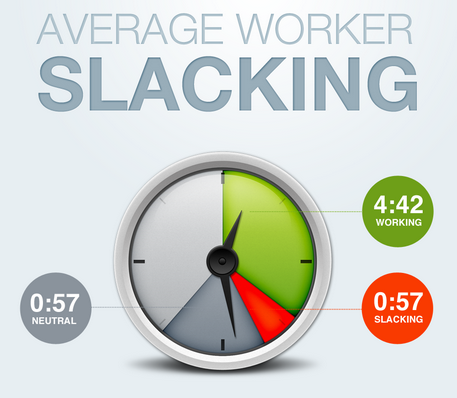 AVERAGE WORKER
SLACKING
4:42
WORKING
0:57
NEUTRAL
0:57
SLACKING